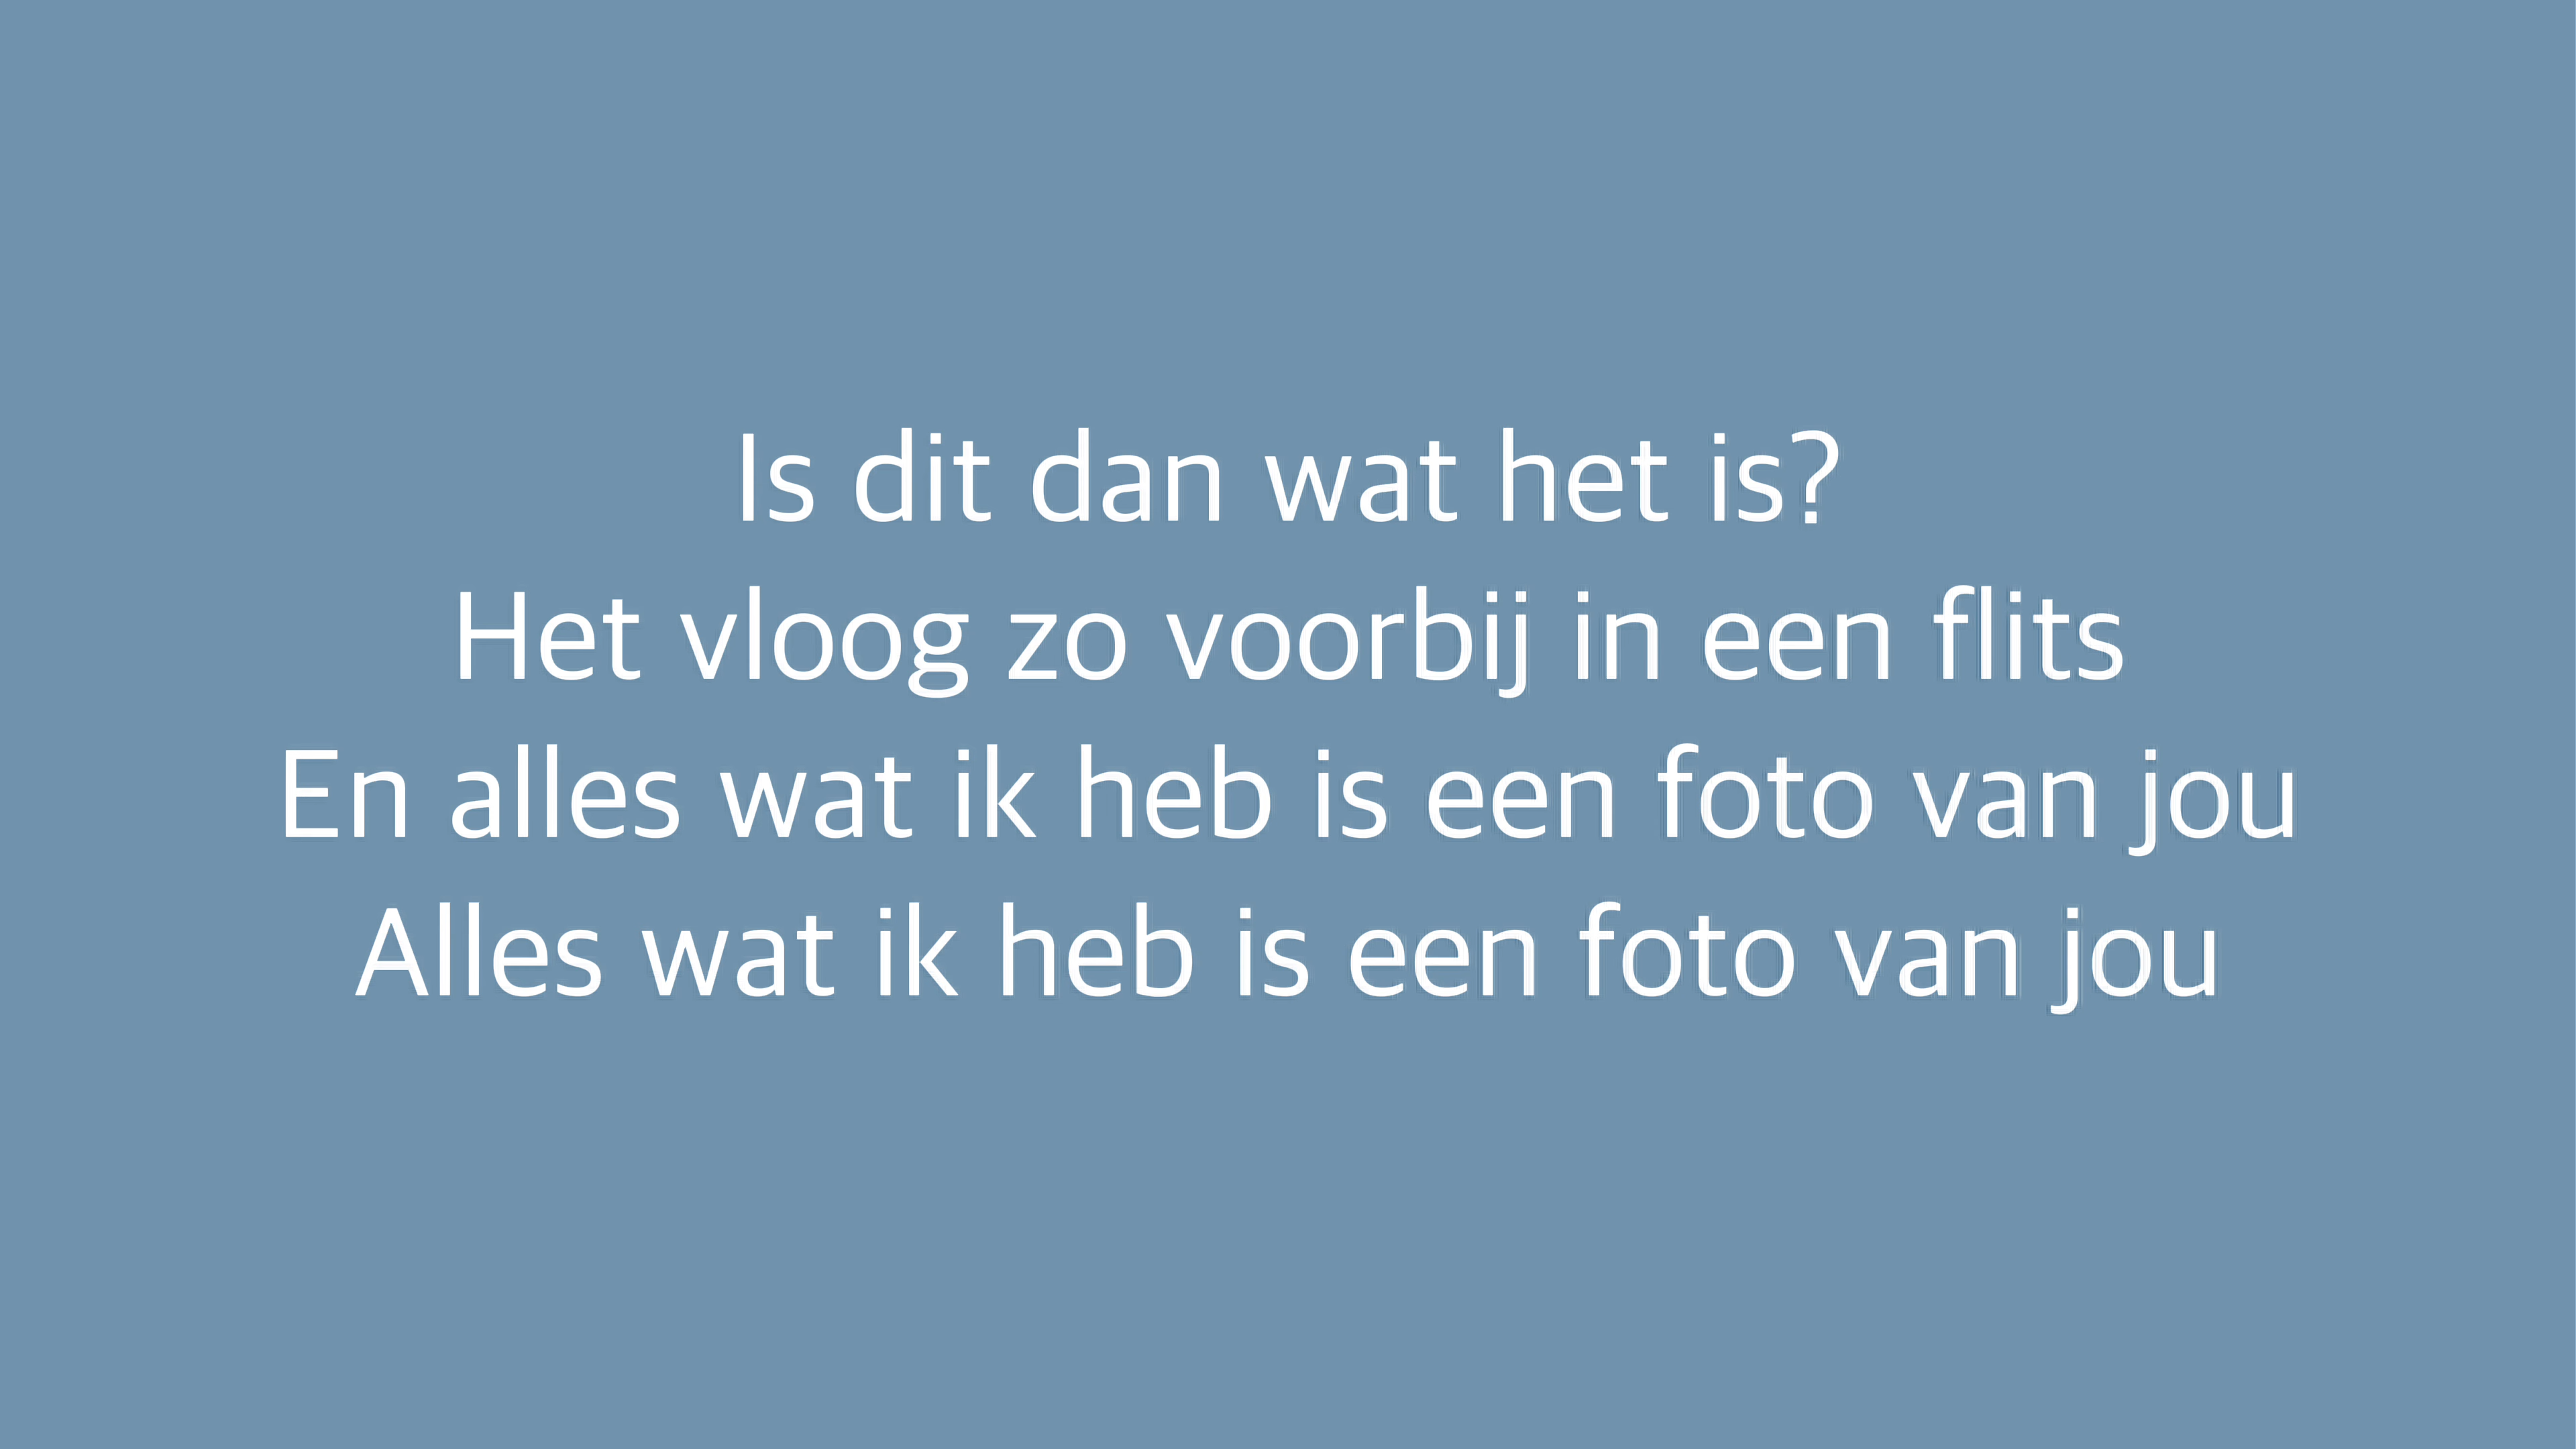 Is dit dan wat het is?
Het vloog zo voorbij in een flits
En alles wat ik heb is een foto van jou
Alles wat ik heb is een foto van jou